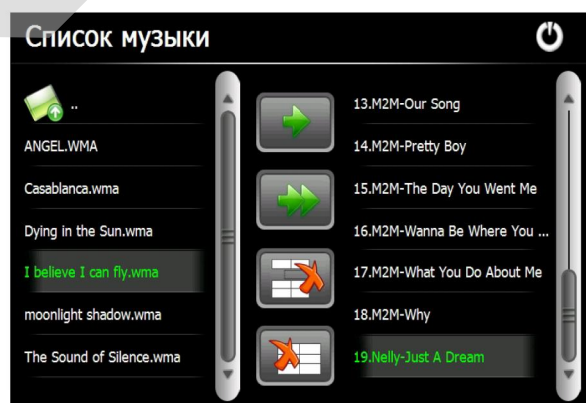 Список музыки
..
ANGEL.WMA
Casablanca.wma
Dying in the Sun.wma
I believe I can fly.wma
moonlight shadow.wma
The Sound of Silence.wma
13.M2M-Our Song
14.M2M-Pretty Boy
15.M2M-The Day You Went Me
16.M2M-Wanna Be Where You ...
17.M2M-What You Do About Me
18.M2M-Why
19.Nelly-Just A Dream